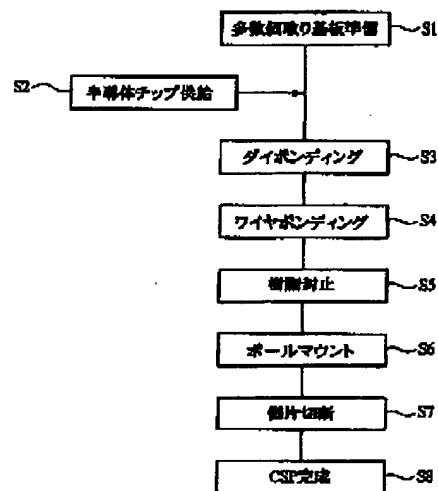 多数個取り基板準備 S1
S2 半導体チップ供給
ダイボンディング S3
ワイヤボンディング S4
樹脂封止 S5
ボールマウント S6
個片切断 S7
CSP完成 S8